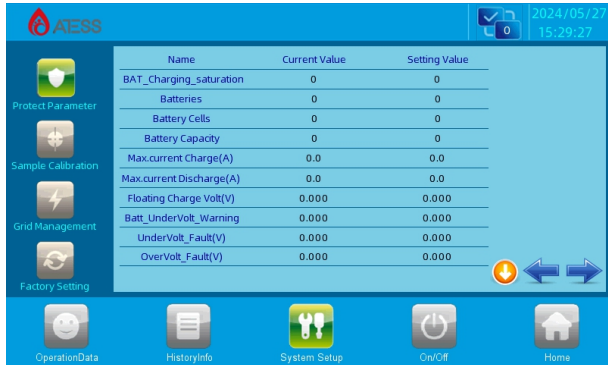 ATESS
0
2024/05/27
15:29:27
Name Current Value Setting Value
BAT_Charging_saturation 0 0
Batteries 0 0
Battery Cells 0 0
Battery Capacity 0 0
Max.current Charge(A) 0.0 0.0
Max.current Discharge(A) 0.0 0.0
Floating Charge Volt(V) 0.000 0.000
Batt_UnderVolt_Warning 0.000 0.000
UnderVolt_Fault(V) 0.000 0.000
OverVolt_Fault(V) 0.000 0.000
Protect Parameter
Sample Calibration
Grid Management
Factory Setting
OperationData HistoryInfo System Setup On/Off Home